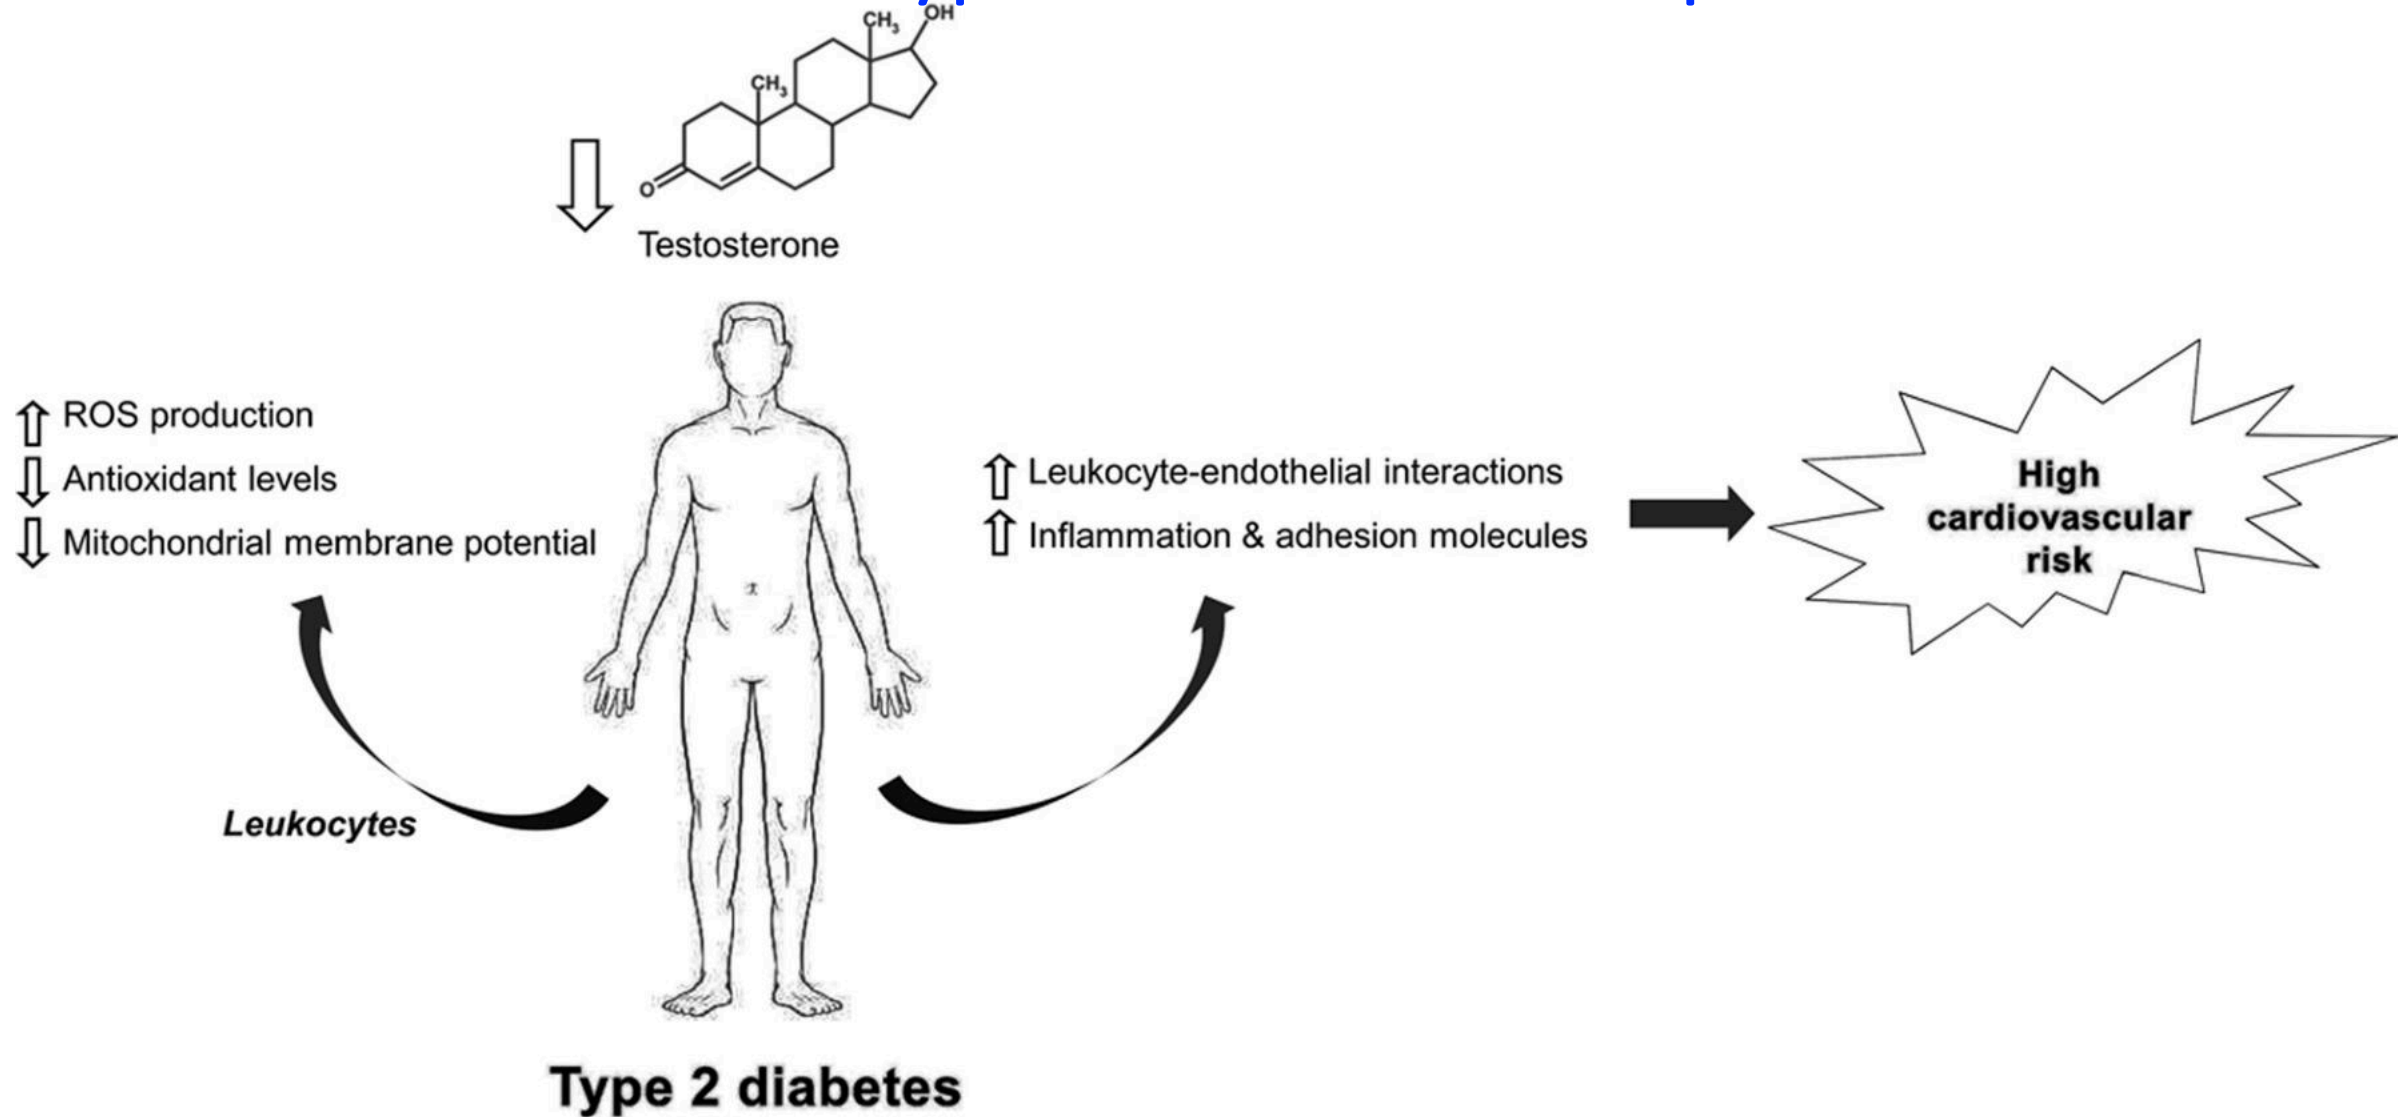 CH3
OH
CH3
O
Testosterone
⇧ ROS production
⇩ Antioxidant levels
⇩ Mitochondrial membrane potential
⇧ Leukocyte-endothelial interactions
⇧ Inflammation & adhesion molecules
High
cardiovascular
risk
Leukocytes
Type 2 diabetes